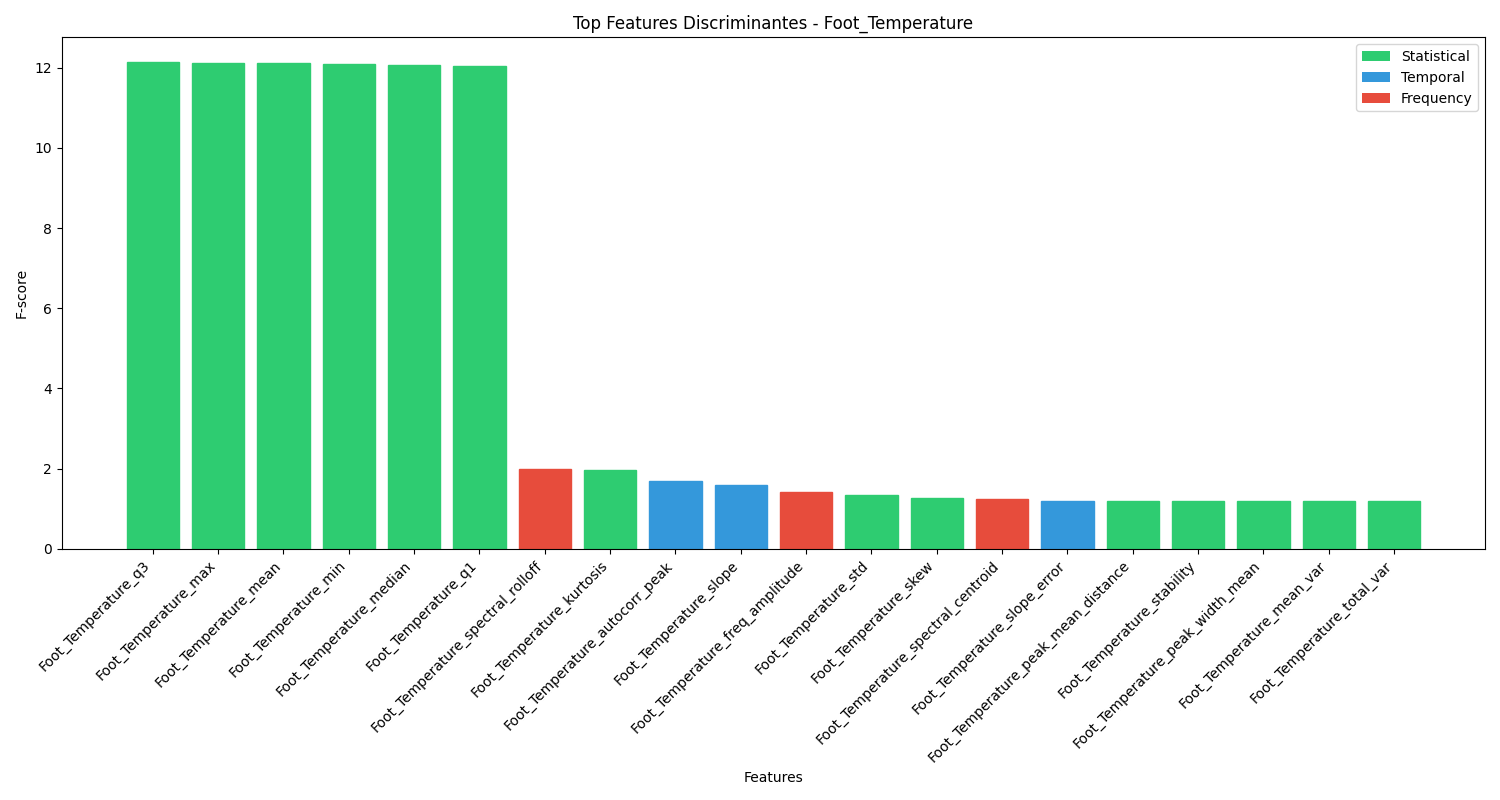 Top Features Discriminantes - Foot_Temperature
Statistical
Temporal
Frequency
F-score
12
10
8
6
4
2
0
Foot_Temperature_q3
Foot_Temperature_max
Foot_Temperature_mean
Foot_Temperature_min
Foot_Temperature_median
Foot_Temperature_q1
Foot_Temperature_spectral_rolloff
Foot_Temperature_kurtosis
Foot_Temperature_autocorr_peak
Foot_Temperature_slope
Foot_Temperature_freq_amplitude
Foot_Temperature_std
Foot_Temperature_skew
Foot_Temperature_spectral_centroid
Foot_Temperature_slope_error
Foot_Temperature_peak_mean_distance
Foot_Temperature_stability
Foot_Temperature_peak_width_mean
Foot_Temperature_mean_var
Foot_Temperature_total_var
Features